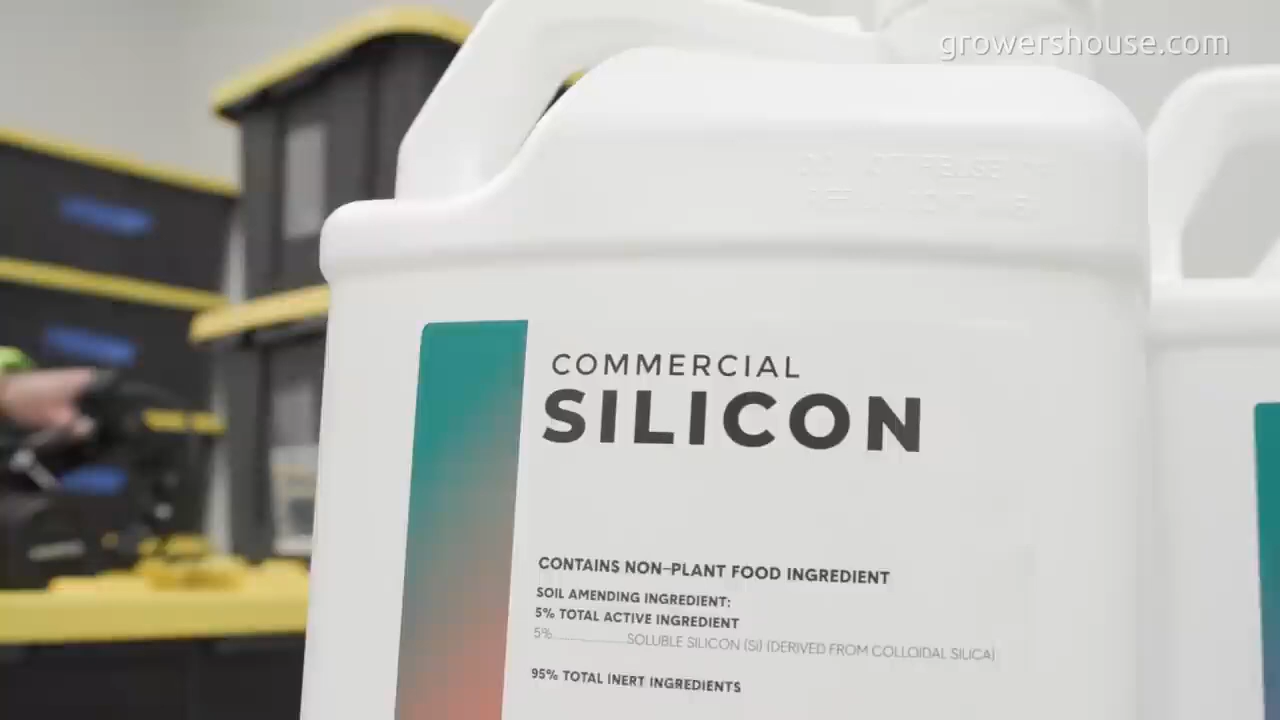 growershouse.com
COMMERCIAL
SILICON
CONTAINS NON-PLANT FOOD INGREDIENT
SOIL AMENDING INGREDIENT:
5% TOTAL ACTIVE INGREDIENT
5%....................SOLUBLE SILICON (Si) (DERIVED FROM COLLOIDAL SILICA)
95% TOTAL INERT INGREDIENTS